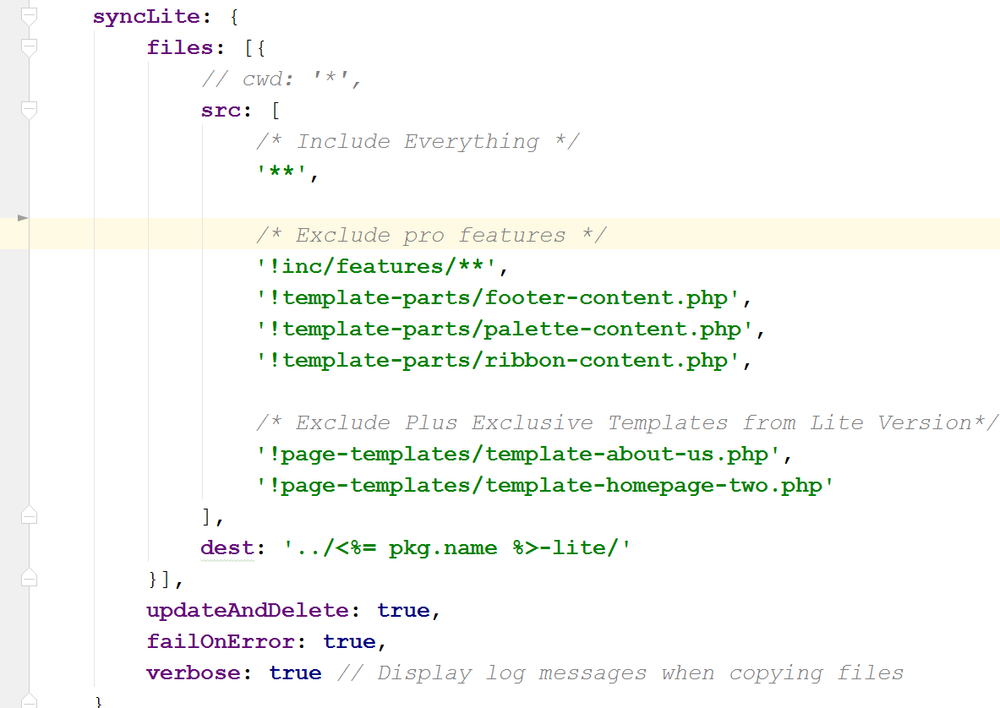 syncLite: {
files: [{
// cwd: '*',
src: [
/* Include Everything */
'**',
/* Exclude pro features */
'!inc/features/**',
'!template-parts/footer-content.php',
'!template-parts/palette-content.php',
'!template-parts/ribbon-content.php',
/* Exclude Plus Exclusive Templates from Lite Version*/
'!page-templates/template-about-us.php',
'!page-templates/template-homepage-two.php'
],
dest: '../<%= pkg.name %>-lite/'
}],
updateAndDelete: true,
failOnError: true,
verbose: true // Display log messages when copying files
}